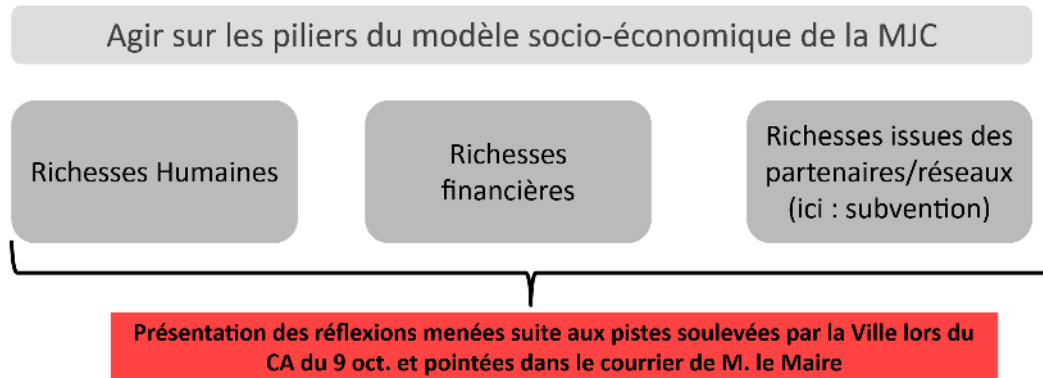 Agir sur les piliers du modèle socio-économique de la MJC
Richesses Humaines
Richesses
financières
Richesses issues des
partenaires/réseaux
(ici : subvention)
Présentation des réflexions menées suite aux pistes soulevées par la Ville lors du
CA du 9 oct. et pointées dans le courrier de M. le Maire